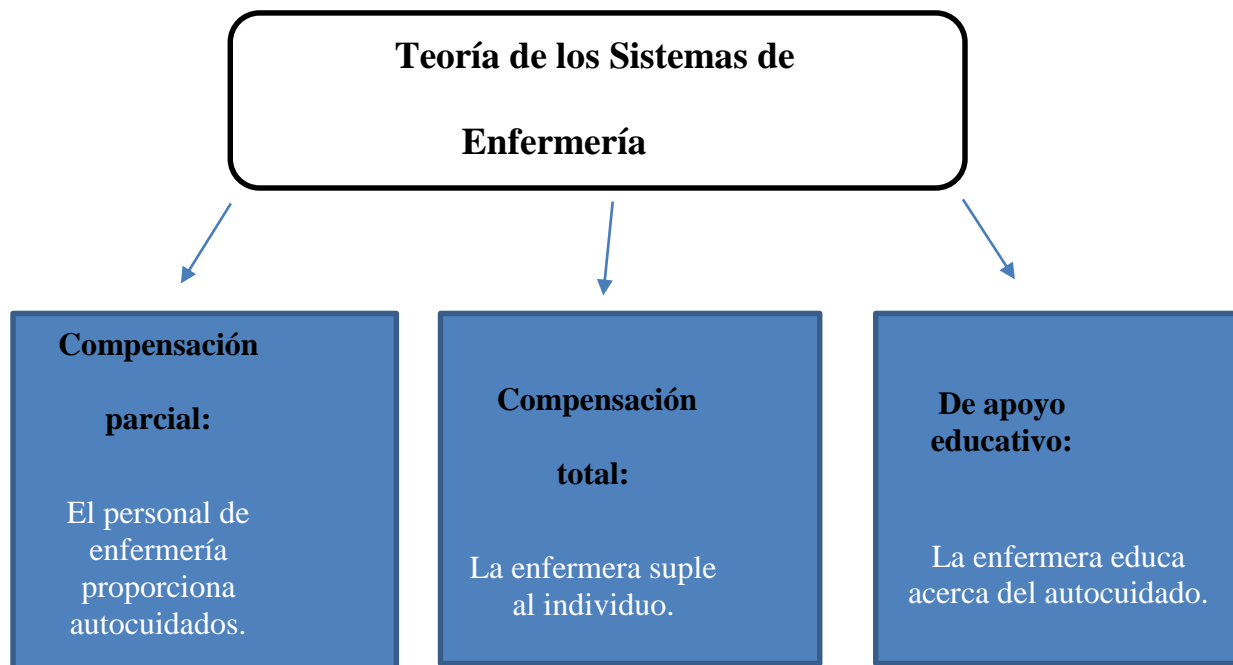 Teoría de los Sistemas de
Enfermería
Compensación
parcial:
El personal de
enfermería
proporciona
autocuidados.
Compensación
total:
La enfermera suple
al individuo.
De apoyo
educativo:
La enfermera educa
acerca del autocuidado.